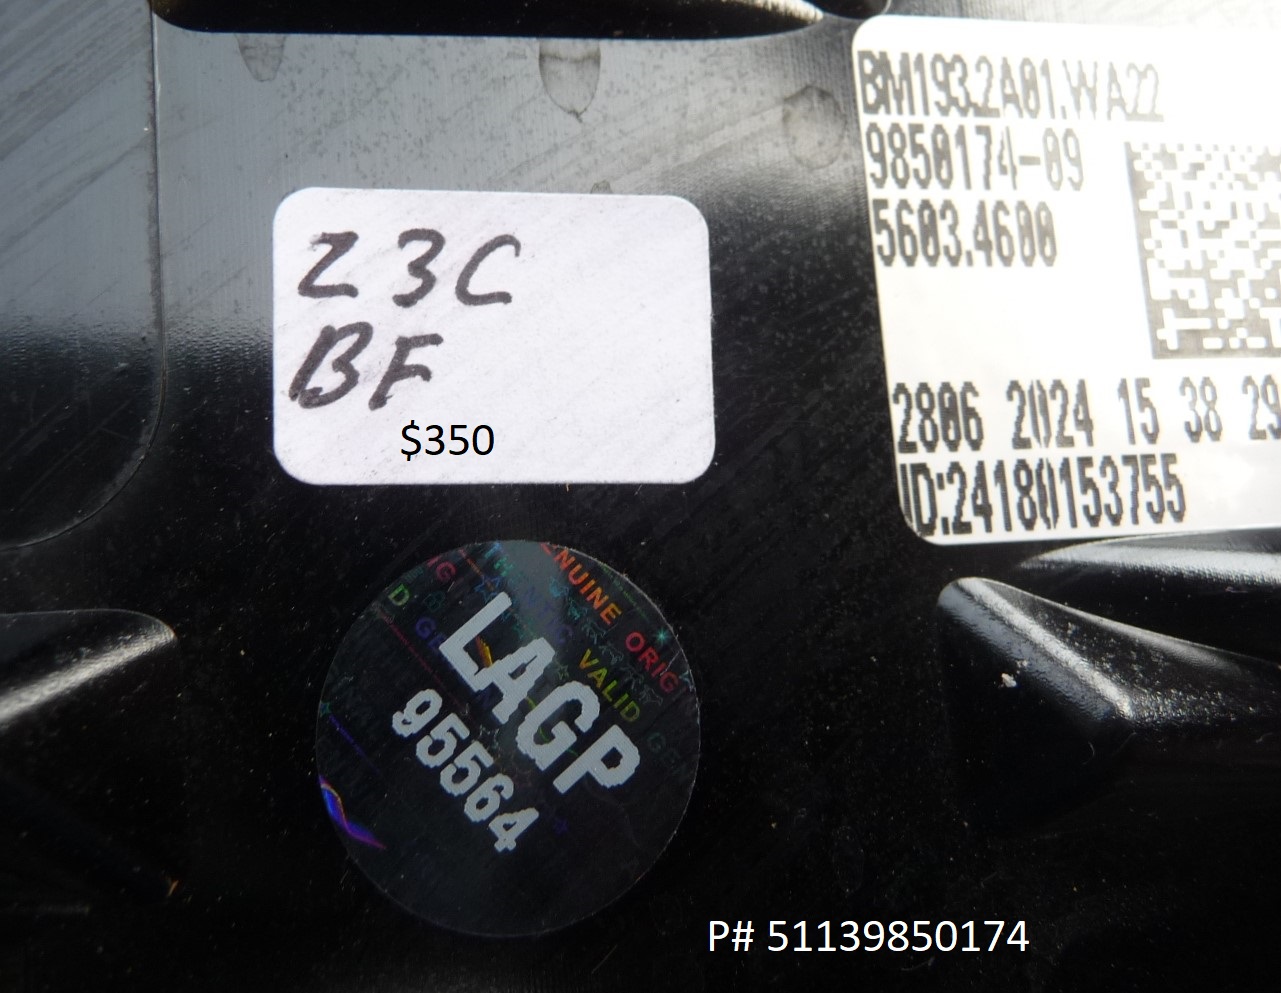 BM193.2A01.WA22
9850174-09
5603.4600
2806 2024 15 38 29
ID:24180153755
Z3C
BF
$350
ENUINE ORIG
VALID
LAGP
95564
P# 51139850174